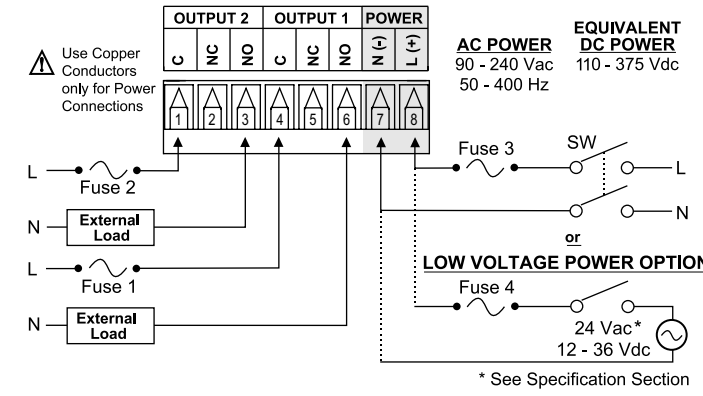 OUTPUT 2 OUTPUT 1 POWER
C NC NO C NC NO N (-) L (+)
1 2 3 4 5 6 7 8
Use Copper
Conductors
only for Power
Connections
AC POWER
90 - 240 Vac
50 - 400 Hz
EQUIVALENT
DC POWER
110 - 375 Vdc
L
Fuse 2
N
External
Load
L
Fuse 1
N
External
Load
Fuse 3
SW
L
N
or
LOW VOLTAGE POWER OPTION
Fuse 4
24 Vac*
12 - 36 Vdc
* See Specification Section